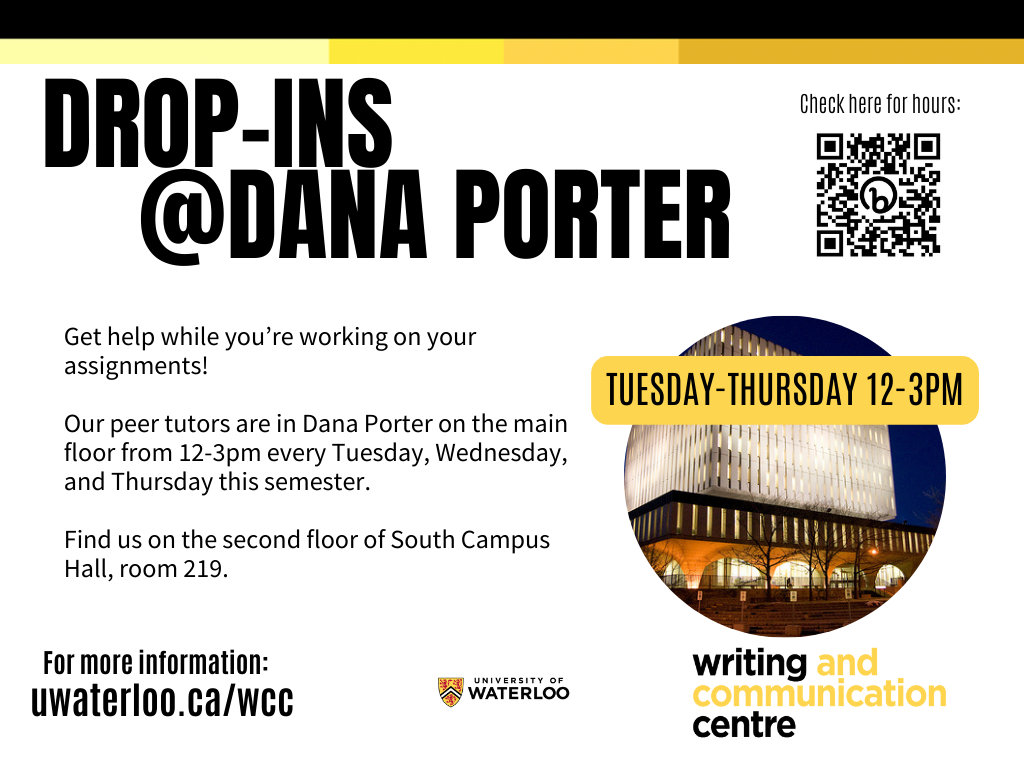 DROP-INS
@DANA PORTER
Check here for hours:
b
Get help while you’re working on your
assignments!
Our peer tutors are in Dana Porter on the main
floor from 12-3pm every Tuesday, Wednesday,
and Thursday this semester.
Find us on the second floor of South Campus
Hall, room 219.
TUESDAY-THURSDAY 12-3PM
For more information:
uwaterloo.ca/wcc
UNIVERSITY OF
WATERLOO
writing and
communication
centre